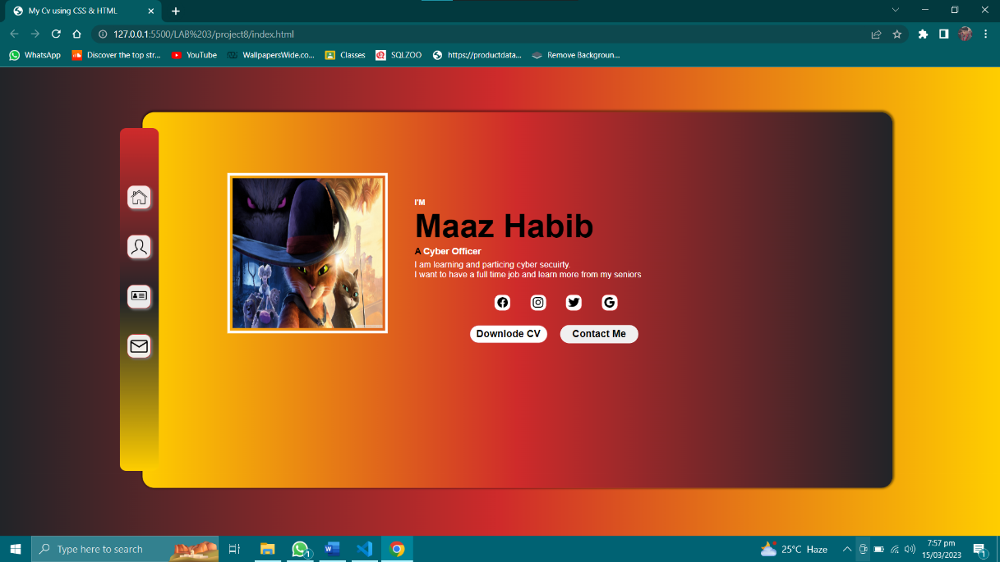 My Cv using CSS & HTML
127.0.0.1:5500/LAB%203/project8/index.html
WhatsApp
Discover the top str...
YouTube
WallpapersWide.co...
Classes
SQLZOO
https://productdata...
Remove Backgroun...
I'M
Maaz Habib
A Cyber Officer
I am learning and particing cyber secuirty.
I want to have a full time job and learn more from my seniors
Downlode CV
Contact Me
Type here to search
1
25°C Haze
7:57 pm
15/03/2023
1